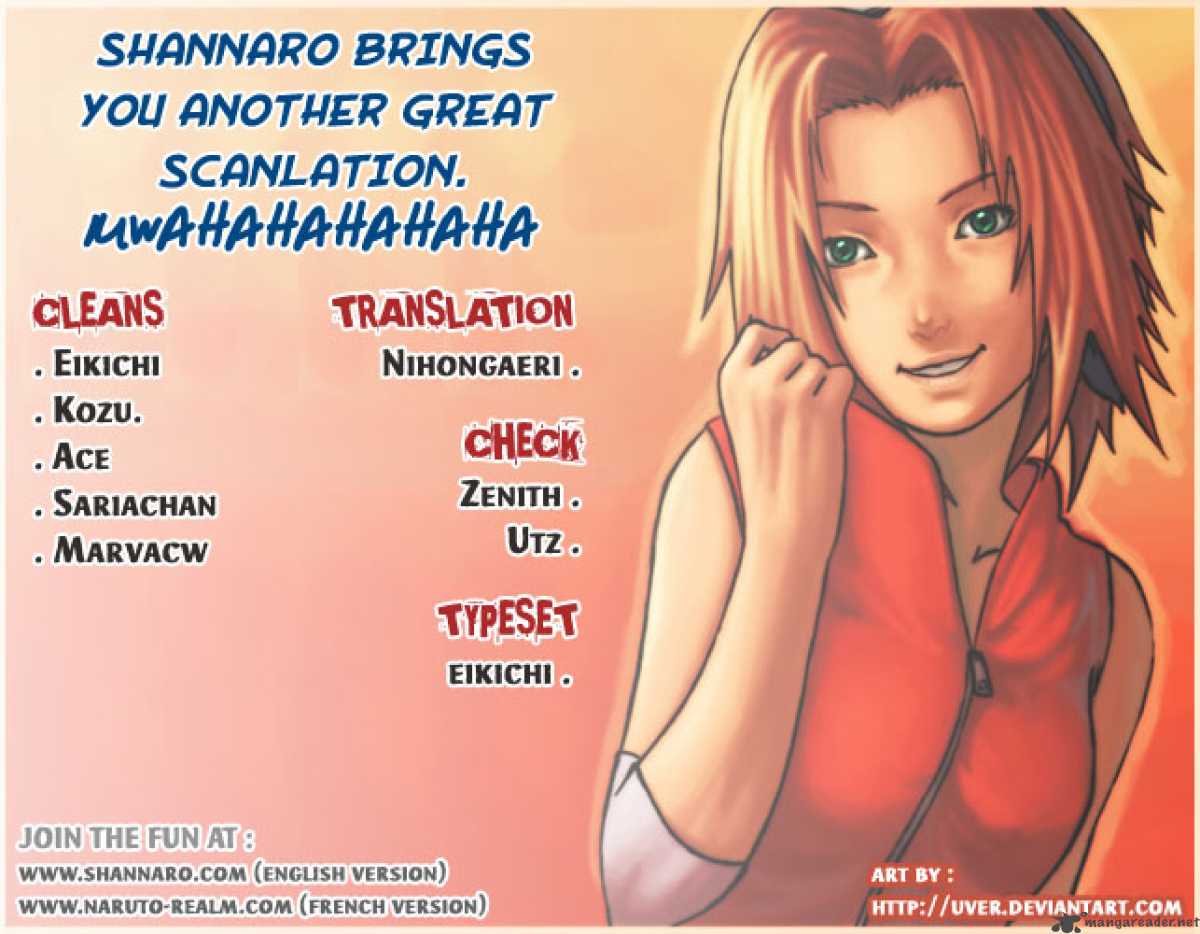 SHANNARO BRINGS
YOU ANOTHER GREAT
SCANLATION.
MWAHAHAHAHAHA
CLEANS
. EIKICHI
. KOZU.
. ACE
. SARIACHAN
. MARVACW
TRANSLATION
NIHONGAERI .
CHECK
ZENITH .
UTZ .
TYPESET
EIKICHI .
JOIN THE FUN AT :
WWW.SHANNARO.COM (ENGLISH VERSION)
WWW.NARUTO-REALM.COM (FRENCH VERSION)
ART BY :
HTTP://UVER.DEVIANTART.COM
mangareader.net